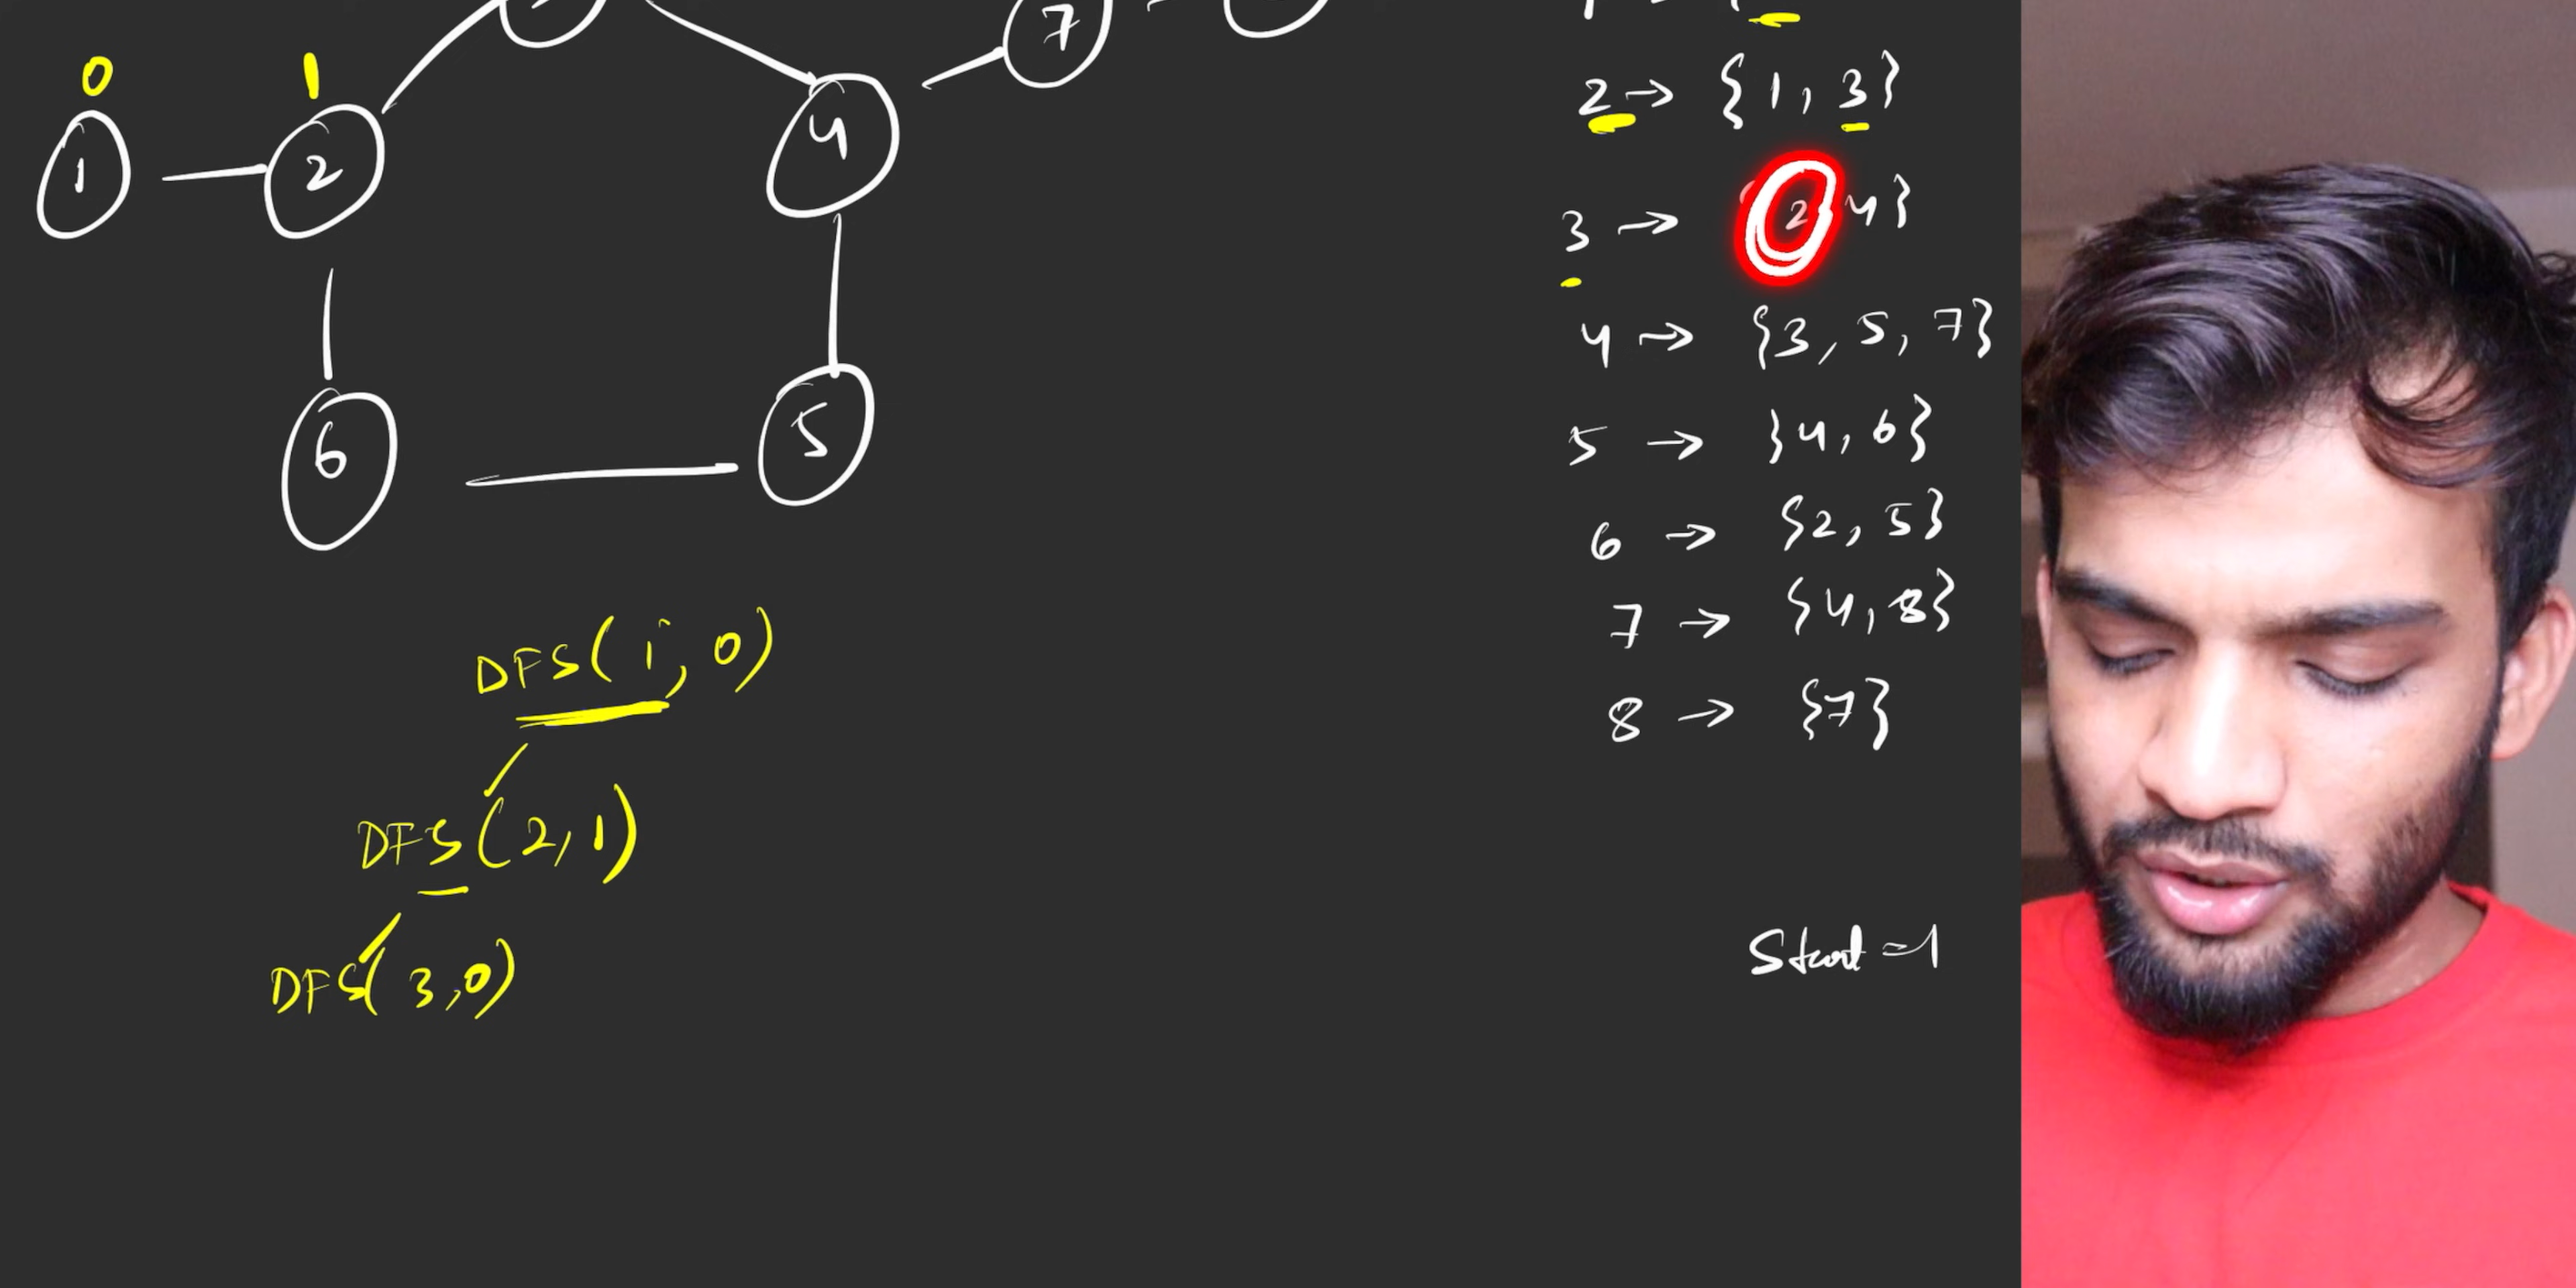 0 1
1 2 4 7
6 5
2 → {1, 3}
3 → 2 4}
4 → {3, 5, 7}
5 → }4, 6}
6 → {2, 5}
7 → {4, 8}
8 → {7}
DFS(1, 0)
DFS(2, 1)
DFS(3, 0)
Start = 1